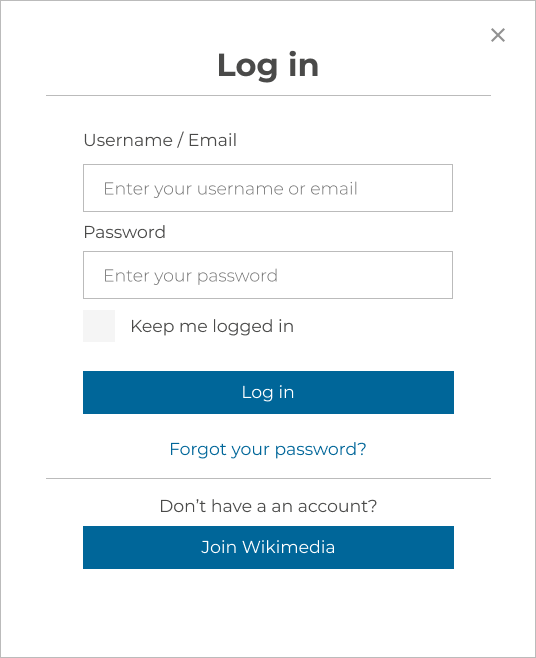 Log in
Username / Email
Enter your username or email
Password
Enter your password
Keep me logged in
Log in
Forgot your password?
Don’t have a an account?
Join Wikimedia